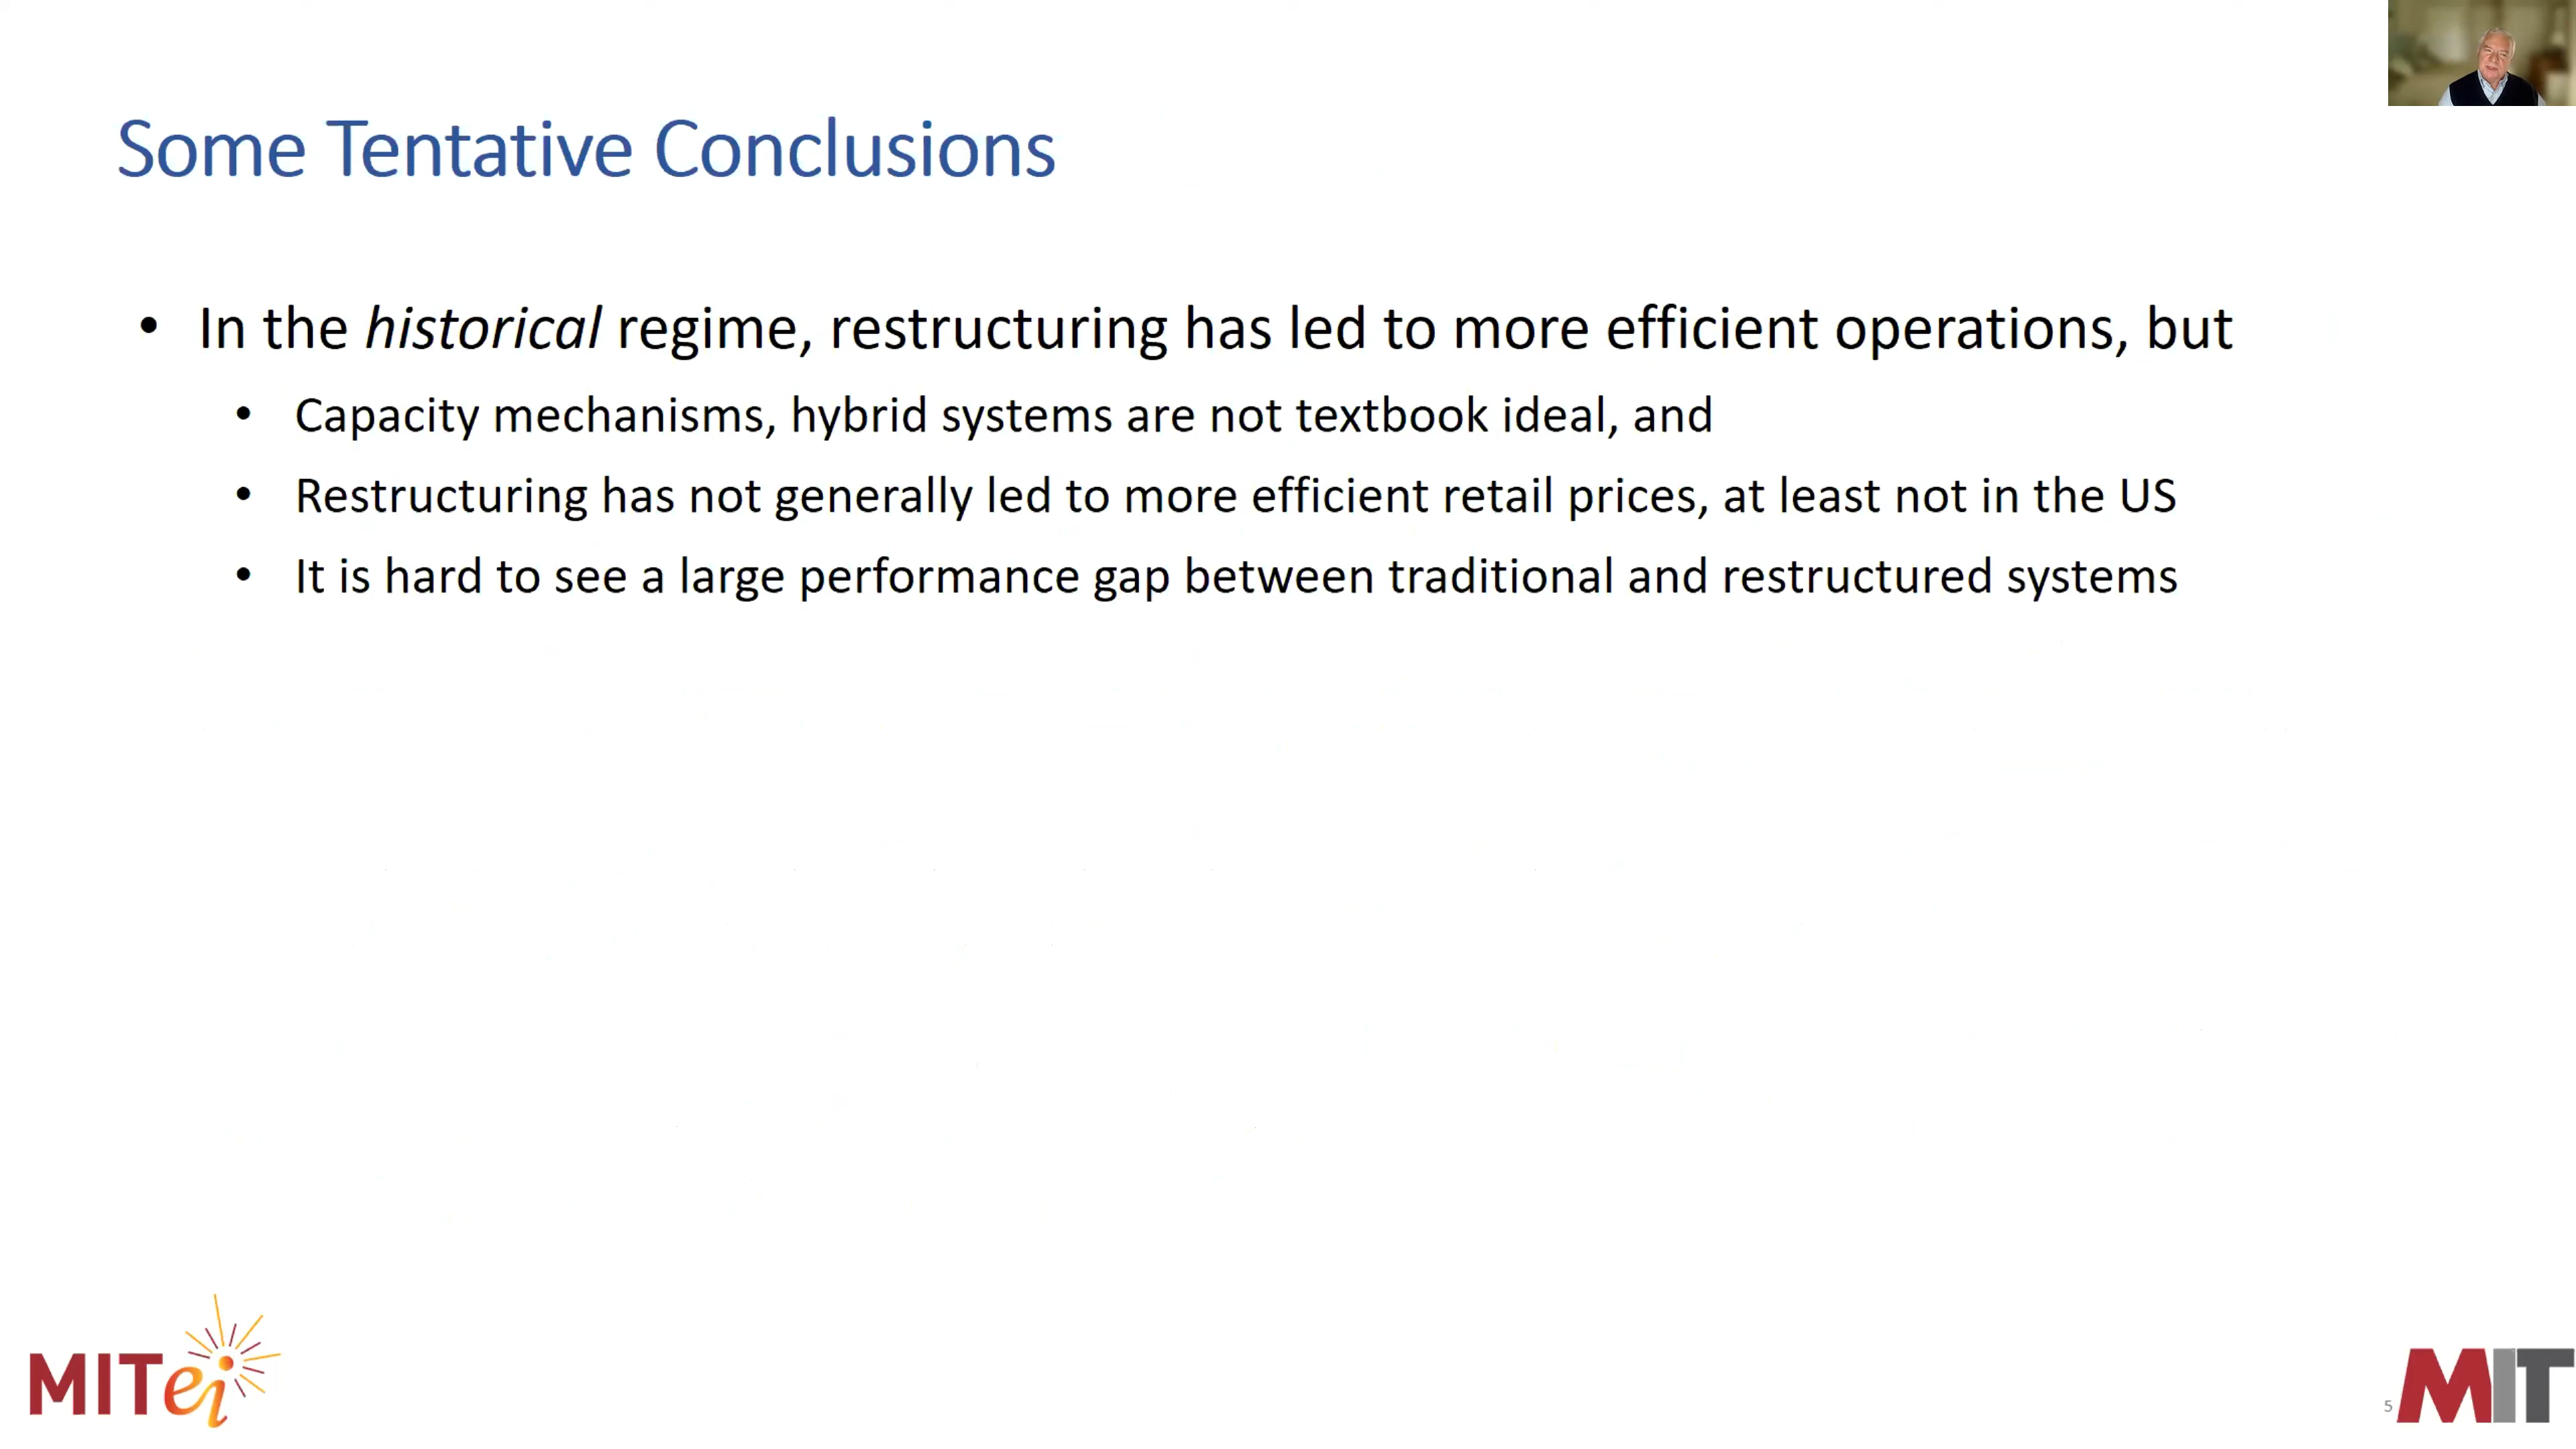 Some Tentative Conclusions
• In the historical regime, restructuring has led to more efficient operations, but
• Capacity mechanisms, hybrid systems are not textbook ideal, and
• Restructuring has not generally led to more efficient retail prices, at least not in the US
• It is hard to see a large performance gap between traditional and restructured systems
MITei
5
MIT